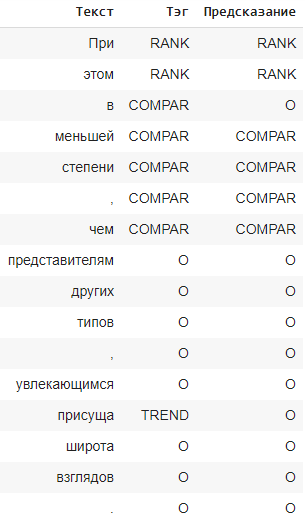 Текст Тэг Предсказание
При RANK RANK
этом RANK RANK
в COMPAR O
меньшей COMPAR COMPAR
степени COMPAR COMPAR
, COMPAR COMPAR
чем COMPAR COMPAR
представителям O O
других O O
типов O O
, O O
увлекающимся O O
присуща TREND O
широта O O
взглядов O O
. O O